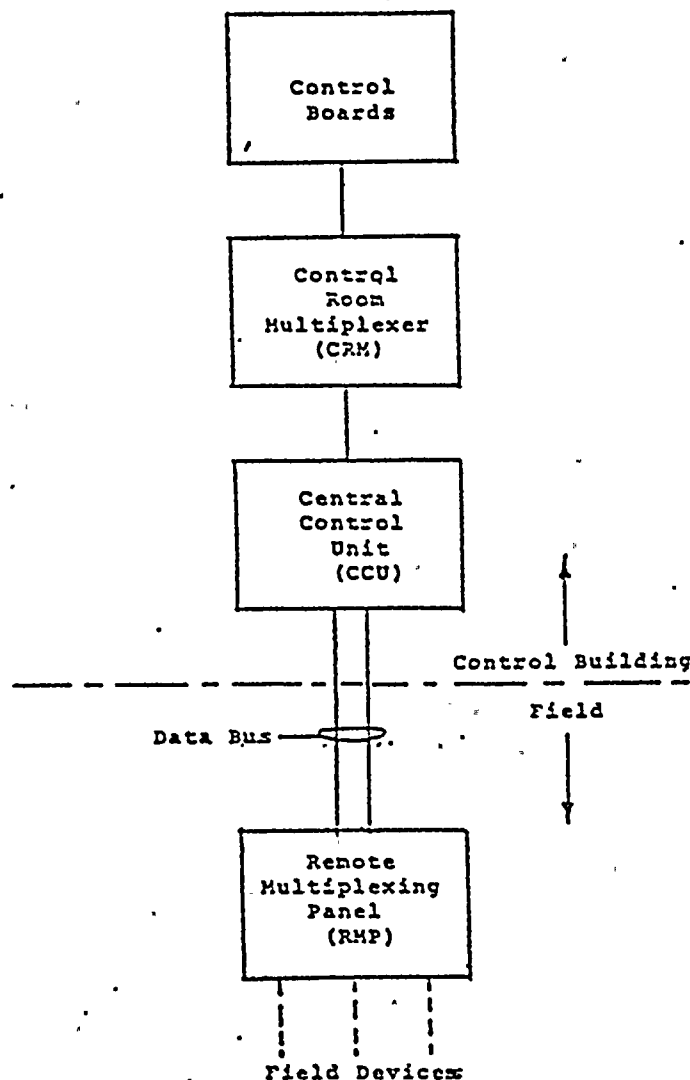 Control
Boards
Control
Room
Multiplexer
(CRM)
Central
Control
Unit
(CCU)
Control Building
Field
Data Bus
Remote
Multiplexing
Panel
(RMP)
Field Devices